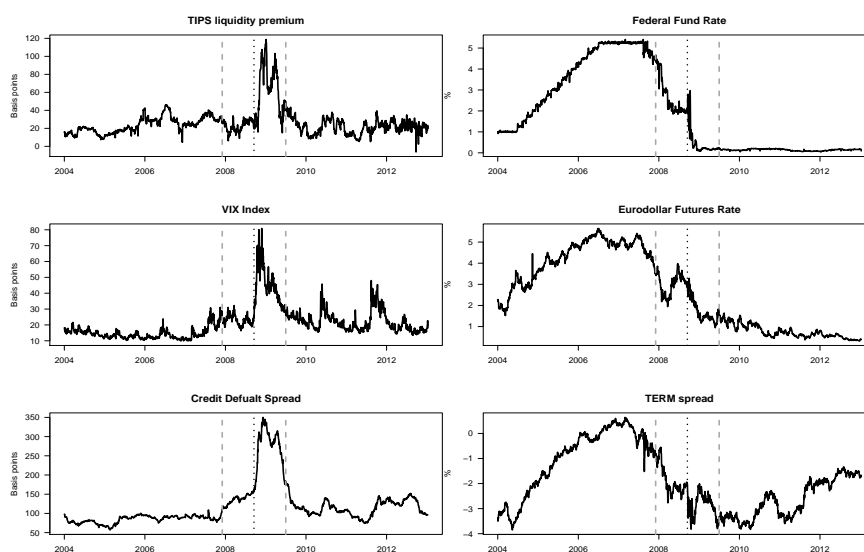 TIPS liquidity premium
Basis points
120
100
80
60
40
20
0
2004 2006 2008 2010 2012
Federal Fund Rate
%
5
4
3
2
1
0
2004 2006 2008 2010 2012
VIX Index
Basis points
80
70
60
50
40
30
20
10
2004 2006 2008 2010 2012
Eurodollar Futures Rate
%
5
4
3
2
1
2004 2006 2008 2010 2012
Credit Defualt Spread
Basis points
350
300
250
200
150
100
50
2004 2006 2008 2010 2012
TERM spread
%
0
−1
−2
−3
−4
2004 2006 2008 2010 2012